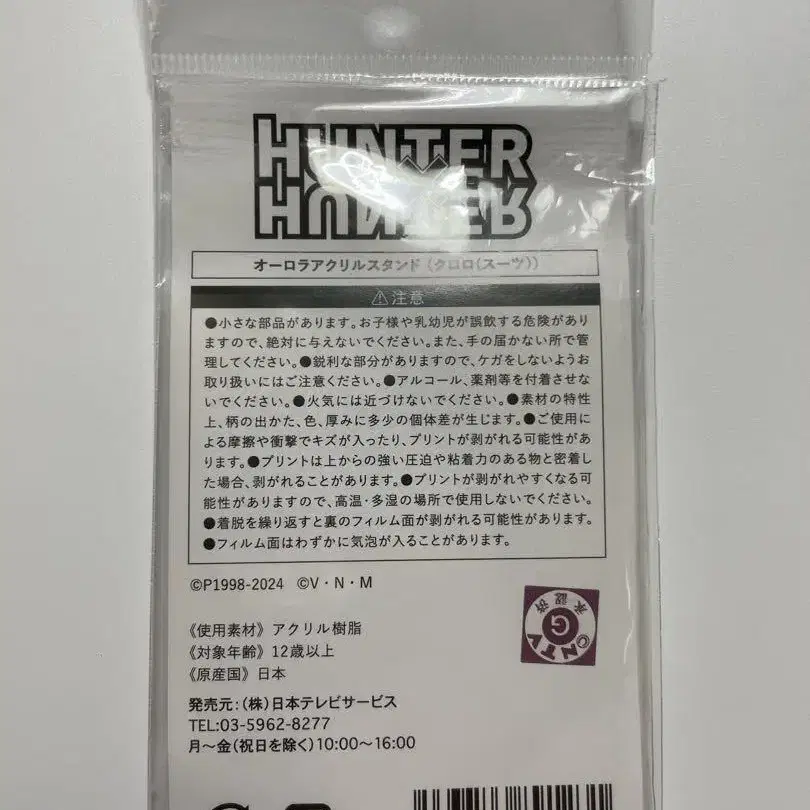 HUNTER
HUNTER
オーロラアクリルスタンド (クロロ(スーツ))
⚠注意
●小さな部品があります。お子様や乳幼児が誤飲する危険があり
ますので、絶対に与えないでください。また、手の届かない所で管
理してください。●鋭利な部分がありますので、ケガをしないようお
取り扱いにはご注意ください。●アルコール、薬剤等を付着させな
いでください。●火気には近づけないでください。●素材の特性
上、柄の出かた、色、厚みに多少の個体差が生じます。●ご使用に
よる摩擦や衝撃でキズが入ったり、プリントが剥がれる可能性があ
ります。●プリントは上からの強い圧迫や粘着力のある物と密着し
た場合、剥がれることがあります。●プリントが剥がれやすくなる可
能性がありますので、高温・多湿の場所で使用しないでください。
●着脱を繰り返すと裏のフィルム面が剥がれる可能性があります。
●フィルム面はわずかに気泡が入ることがあります。
©P1998-2024 ©V・N・M
承認済
G
©NTV
《使用素材》アクリル樹脂
《対象年齢》12歳以上
《原産国》日本
発売元:(株)日本テレビサービス
TEL:03-5962-8277
月～金(祝日を除く)10:00～16:00